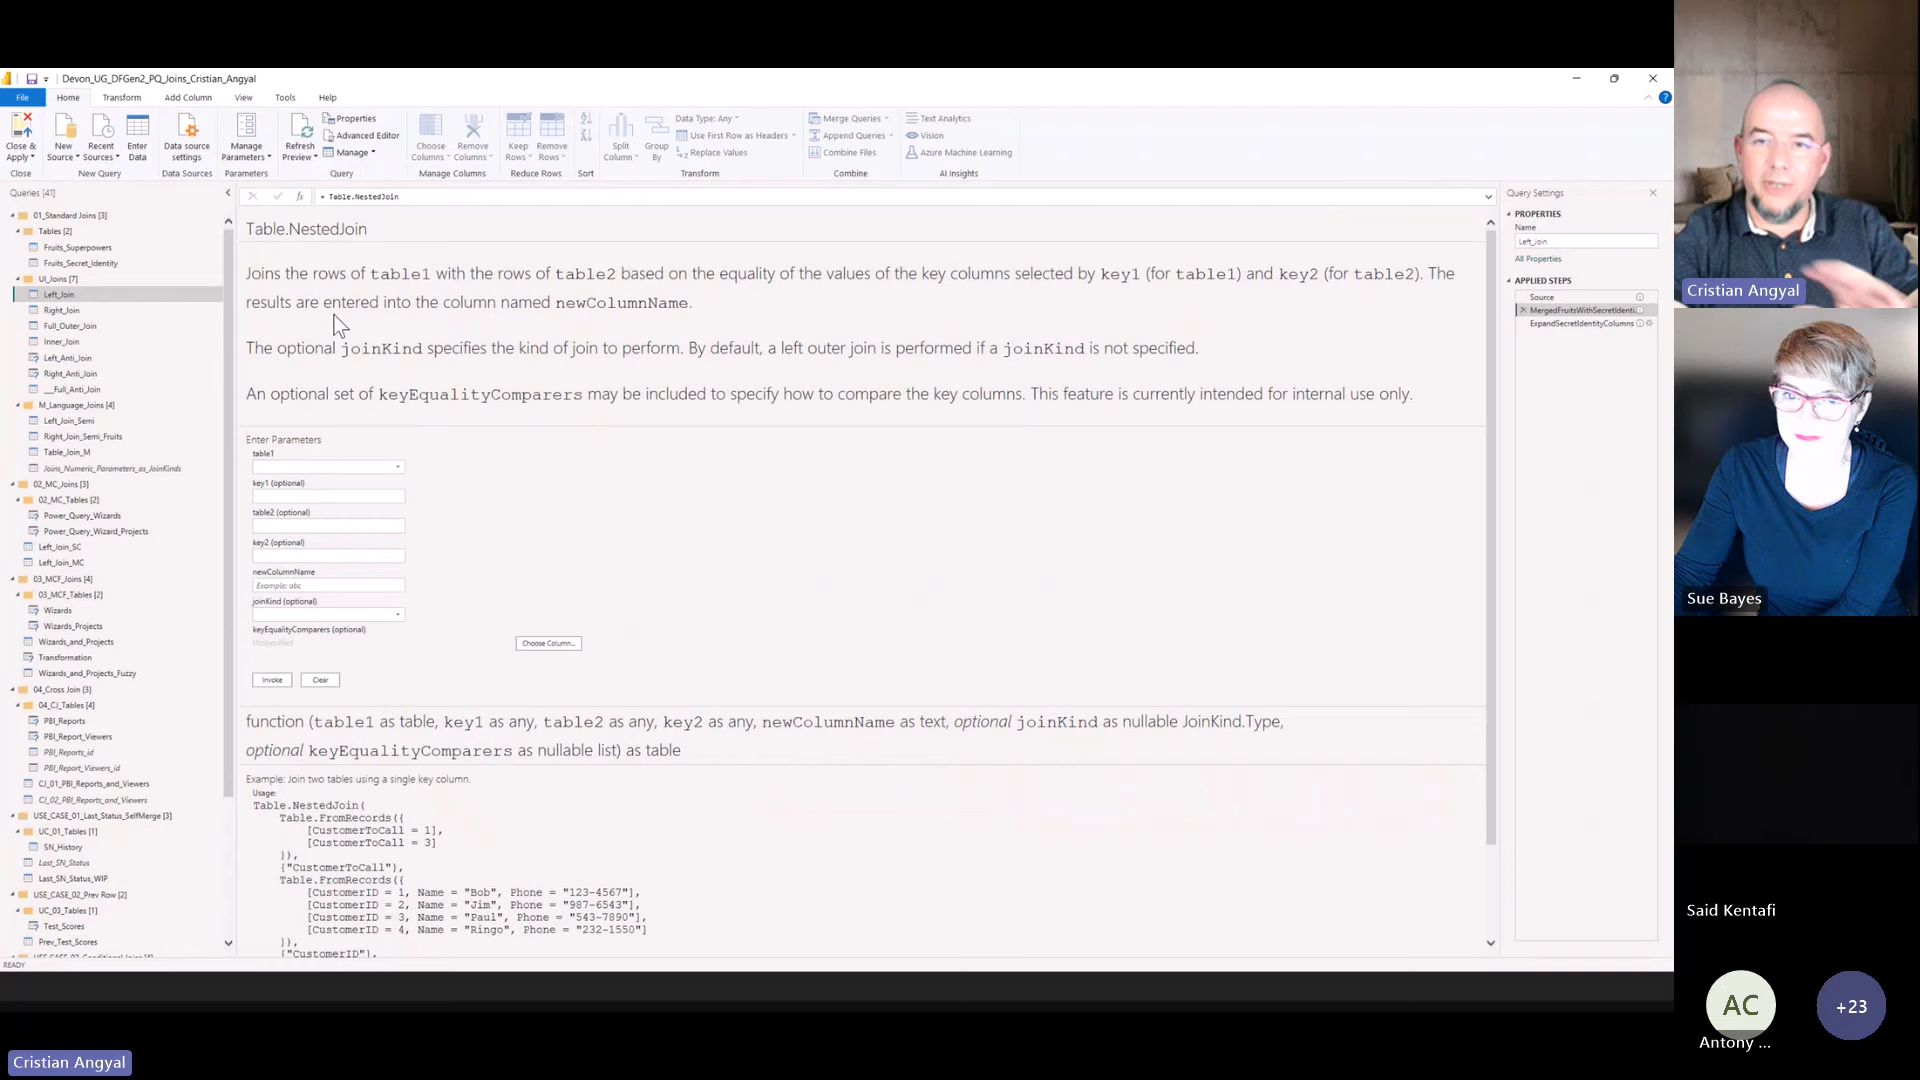 Devon_UG_DFGen2_PQ_Joins_Cristian_Angyal
File
Home
Transform
Add Column
View
Tools
Help
Close & Apply
New Source
Recent Sources
Enter Data
Data source settings
Manage Parameters
Refresh Preview
Properties
Advanced Editor
Manage
Choose Columns
Remove Columns
Keep Rows
Remove Rows
Split Column
Group By
Data Type: Any
Use First Row as Headers
Replace Values
Merge Queries
Append Queries
Combine Files
Text Analytics
Vision
Azure Machine Learning
Close
New Query
Data Sources
Parameters
Query
Manage Columns
Reduce Rows
Sort
Transform
Combine
AI Insights
Queries [41]
01_Standard Joins [3]
Tables [2]
Fruits_Superpowers
Fruits_Secret_Identity
UI_Joins [7]
Left_Join
Right_Join
Full_Outer_Join
Inner_Join
Left_Anti_Join
Right_Anti_Join
__Full_Anti_Join
M_Language_Joins [4]
Left_Join_Semi
Right_Join_Semi_Fruits
Table_Join_M
Joins_Numeric_Parameters_as_JoinKinds
02_MC_Joins [3]
02_MC_Tables [2]
Power_Query_Wizards
Power_Query_Wizard_Projects
Left_Join_SC
Left_Join_MC
03_MCF_Joins [4]
03_MCF_Tables [2]
Wizards
Wizards_Projects
Wizards_and_Projects
Transformation
Wizards_and_Projects_Fuzzy
04_Cross Join [3]
04_CJ_Tables [4]
PBI_Reports
PBI_Report_Viewers
PBI_Reports_id
PBI_Report_Viewers_id
CJ_01_PBI_Reports_and_Viewers
CJ_02_PBI_Reports_and_Viewers
USE_CASE_01_Last_Status_SelfMerge [3]
UC_01_Tables [1]
SN_History
Last_SN_Status
Last_SN_Status_WIP
USE_CASE_02_Prev Row [2]
UC_03_Tables [1]
Test_Scores
Prev_Test_Scores
READY
fx
= Table.NestedJoin
Table.NestedJoin
Joins the rows of table1 with the rows of table2 based on the equality of the values of the key columns selected by key1 (for table1) and key2 (for table2). The
results are entered into the column named newColumnName.
The optional joinKind specifies the kind of join to perform. By default, a left outer join is performed if a joinKind is not specified.
An optional set of keyEqualityComparers may be included to specify how to compare the key columns. This feature is currently intended for internal use only.
Enter Parameters
table1
key1 (optional)
table2 (optional)
key2 (optional)
newColumnName
Example: abc
joinKind (optional)
keyEqualityComparers (optional)
Unspecified
Choose Column...
Invoke
Clear
function (table1 as table, key1 as any, table2 as any, key2 as any, newColumnName as text, optional joinKind as nullable JoinKind.Type,
optional keyEqualityComparers as nullable list) as table
Example: Join two tables using a single key column.
Usage:
Table.NestedJoin(
Table.FromRecords({
[CustomerToCall = 1],
[CustomerToCall = 3]
}),
{"CustomerToCall"},
Table.FromRecords({
[CustomerID = 1, Name = "Bob", Phone = "123-4567"],
[CustomerID = 2, Name = "Jim", Phone = "987-6543"],
[CustomerID = 3, Name = "Paul", Phone = "543-7890"],
[CustomerID = 4, Name = "Ringo", Phone = "232-1550"]
}),
{"CustomerID"},
Query Settings
PROPERTIES
Name
Left_Join
All Properties
APPLIED STEPS
Source
MergedFruitsWithSecretIdenti...
ExpandSecretIdentityColumns
Cristian Angyal
Sue Bayes
Said Kentafi
AC
Antony ...
+23
Cristian Angyal